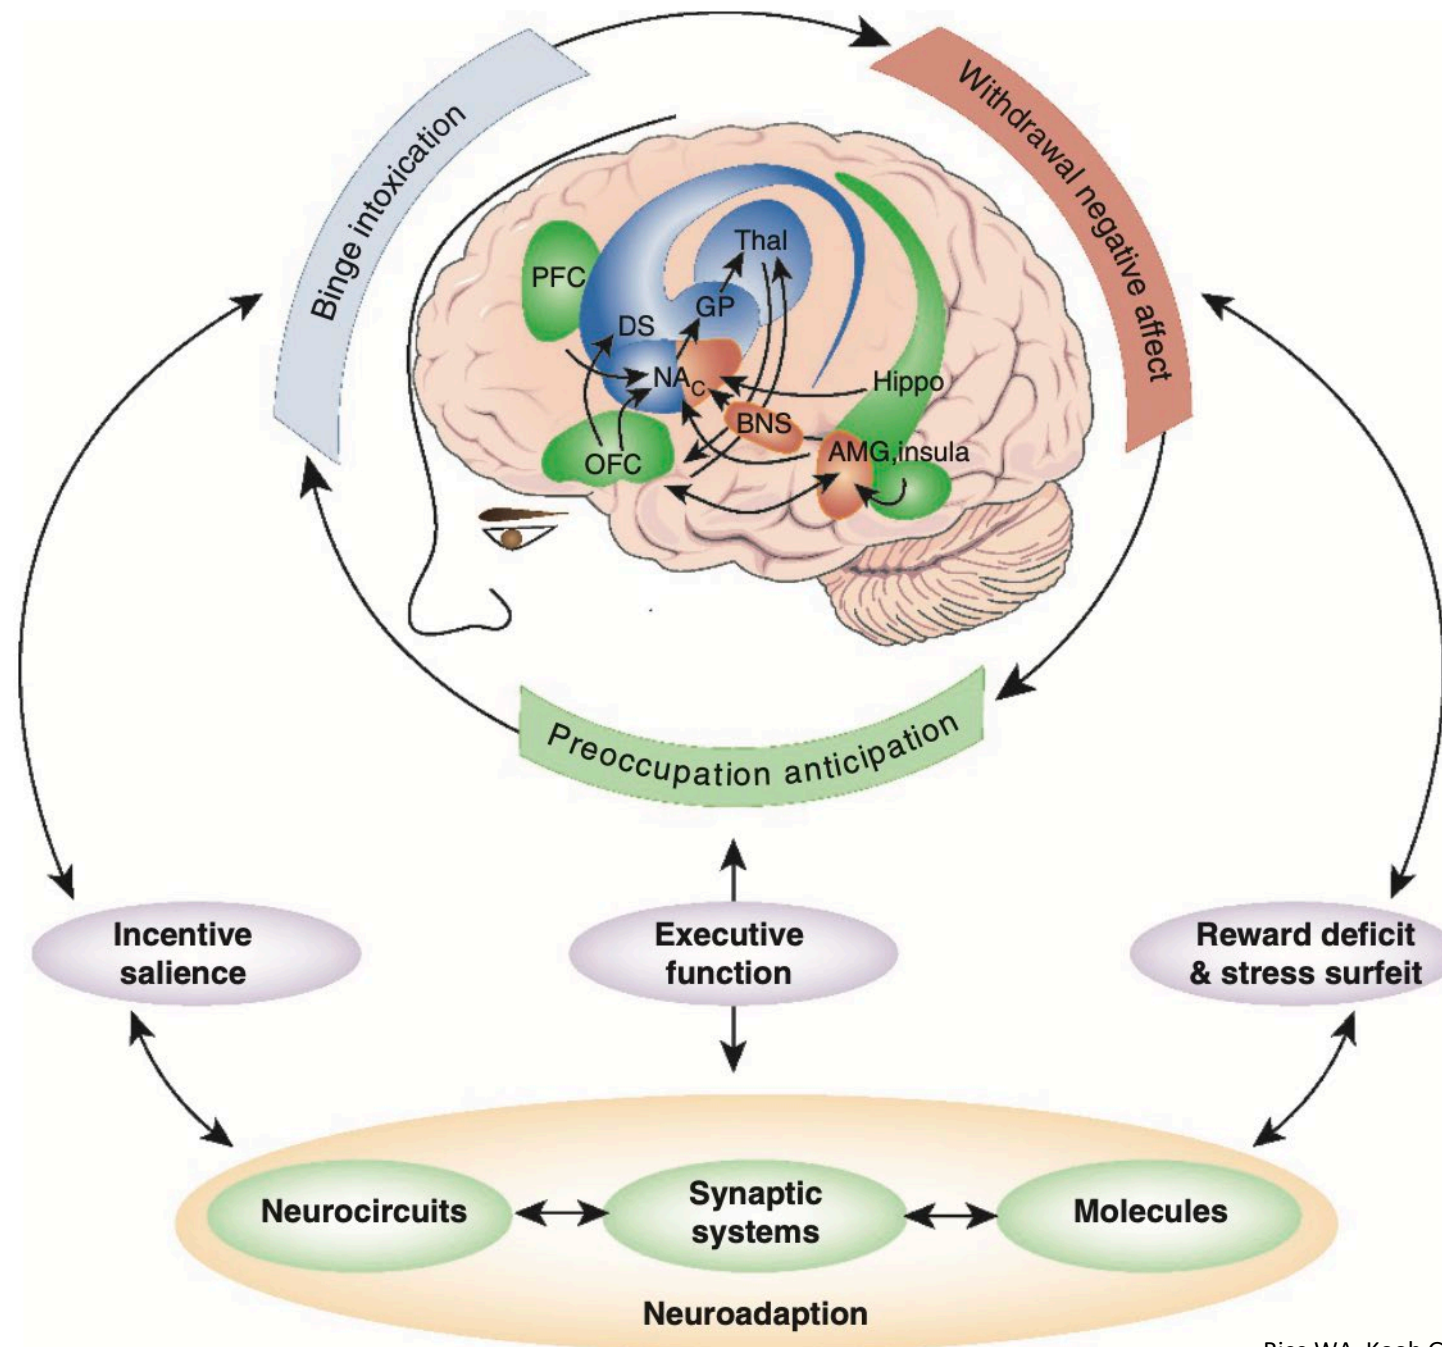 Binge intoxication
Withdrawal negative affect
Thal
PFC
GP
DS
NAC
Hippo
BNS
AMG,insula
OFC
Preoccupation anticipation
Incentive
salience
Executive
function
Reward deficit
& stress surfeit
Neurocircuits
Synaptic
systems
Molecules
Neuroadaption